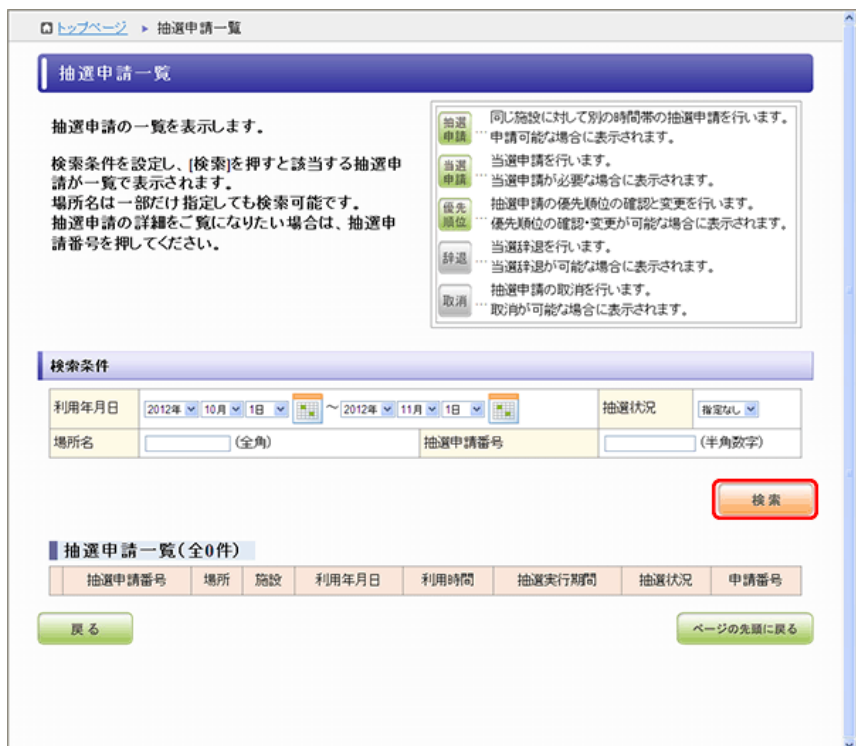 トップページ ▶ 抽選申請一覧
抽選申請一覧
抽選申請の一覧を表示します。
検索条件を設定し、[検索]を押すと該当する抽選申
請が一覧で表示されます。
場所名は一部だけ指定しても検索可能です。
抽選申請の詳細をご覧になりたい場合は、抽選申
請番号を押してください。
抽選申請 … 同じ施設に対して別の時間帯の抽選申請を行います。
申請可能な場合に表示されます。
当選申請 … 当選申請を行います。
当選申請が必要な場合に表示されます。
優先順位 … 抽選申請の優先順位の確認と変更を行います。
優先順位の確認・変更が可能な場合に表示されます。
辞退 … 当選辞退を行います。
当選辞退が可能な場合に表示されます。
取消 … 抽選申請の取消を行います。
取消が可能な場合に表示されます。
検索条件
利用年月日 2012年 10月 1日 ～ 2012年 11月 1日 抽選状況 指定なし
場所名 (全角) 抽選申請番号 (半角数字)
検索
抽選申請一覧(全0件)
抽選申請番号 場所 施設 利用年月日 利用時間 抽選実行期間 抽選状況 申請番号
戻る ページの先頭に戻る